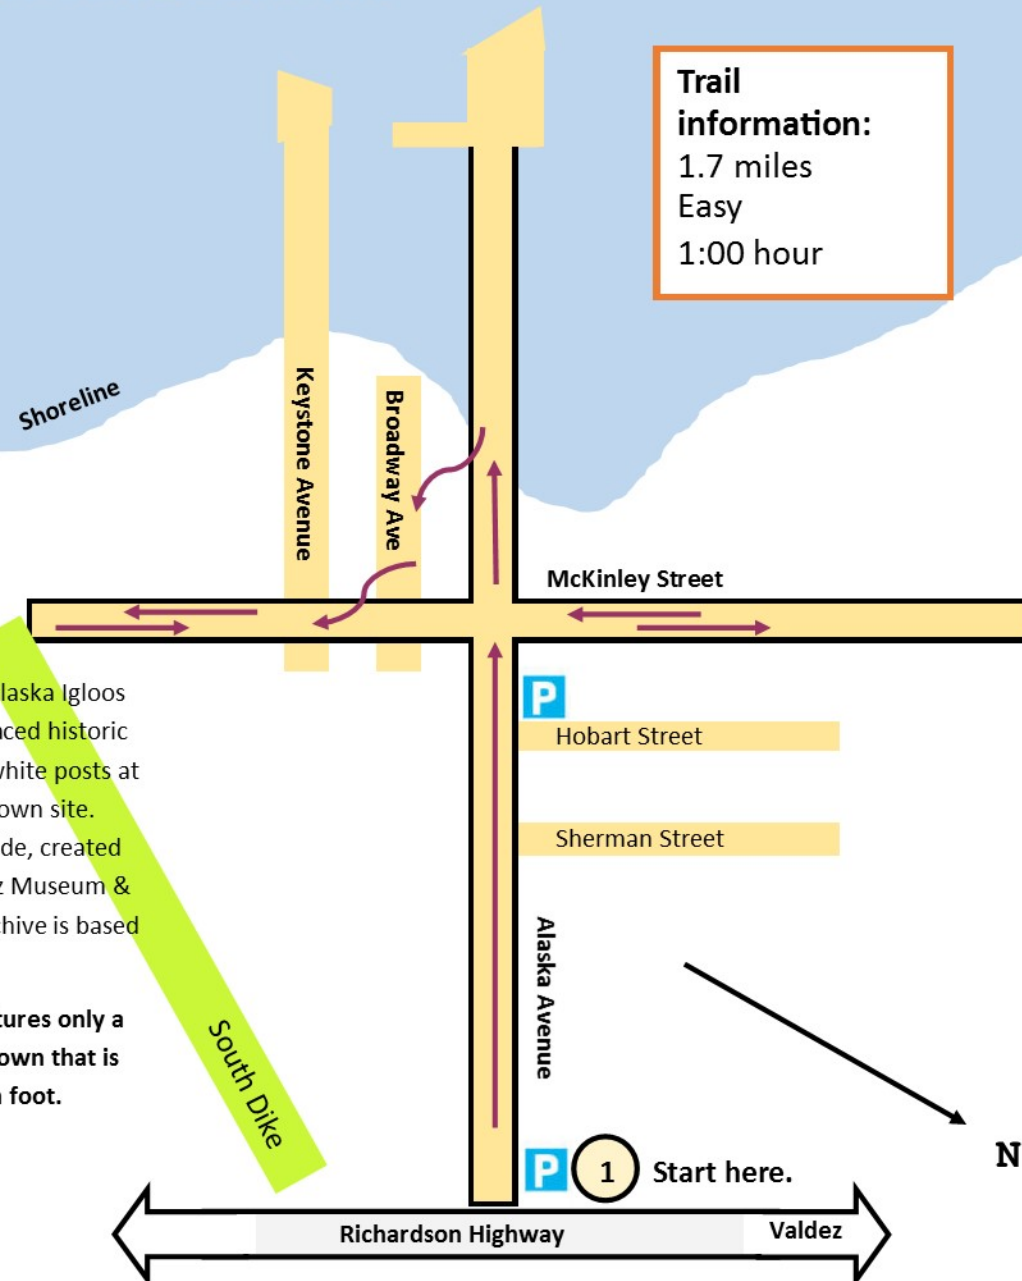 Trail
information:
1.7 miles
Easy
1:00 hour
Shoreline
Keystone Avenue
Broadway Ave
McKinley Street
P
Hobart Street
Sherman Street
laska Igloos
ced historic
white posts at
own site.
de, created
z Museum &
chive is based
tures only a
own that is
foot.
South Dike
Alaska Avenue
N
P
1
Start here.
Richardson Highway
Valdez